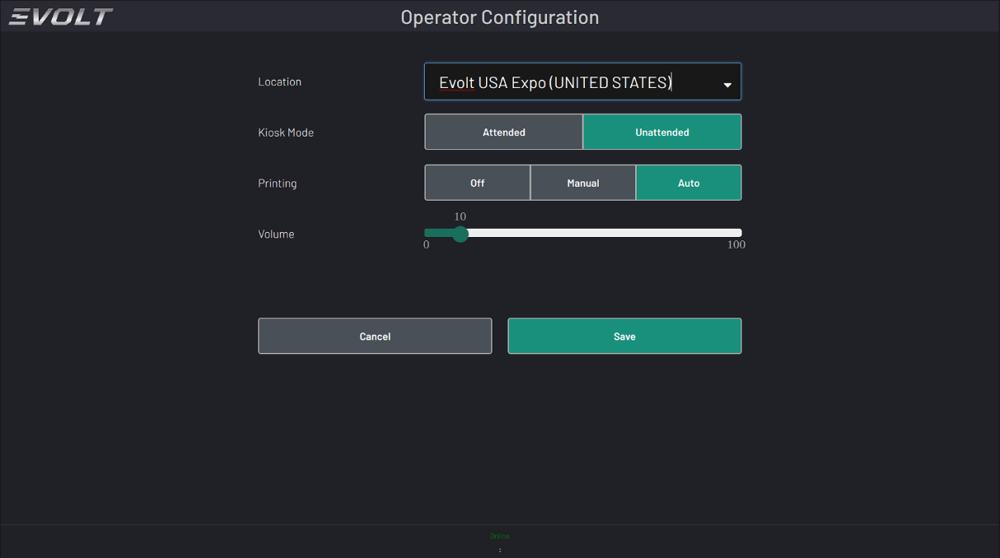 EVOLT
Operator Configuration
Location
Evolt USA Expo (UNITED STATES)
Kiosk Mode
Attended
Unattended
Printing
Off
Manual
Auto
10
Volume
0
100
Cancel
Save
Online
: